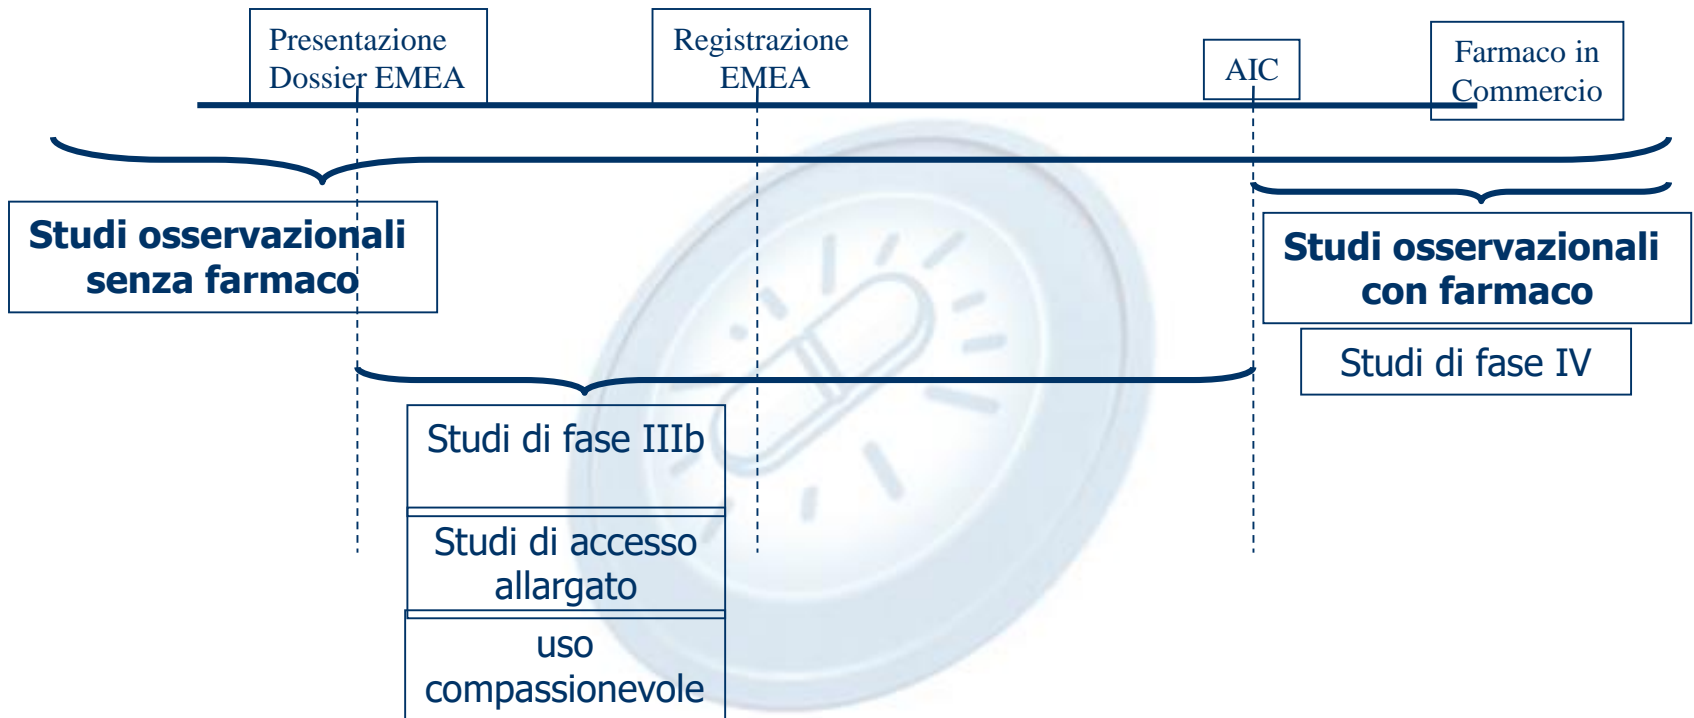 Presentazione
Dossier EMEA
Registrazione
EMEA
AIC
Farmaco in
Commercio
Studi osservazionali
senza farmaco
Studi osservazionali
con farmaco
Studi di fase IV
Studi di fase IIIb
Studi di accesso
allargato
uso
compassionevole